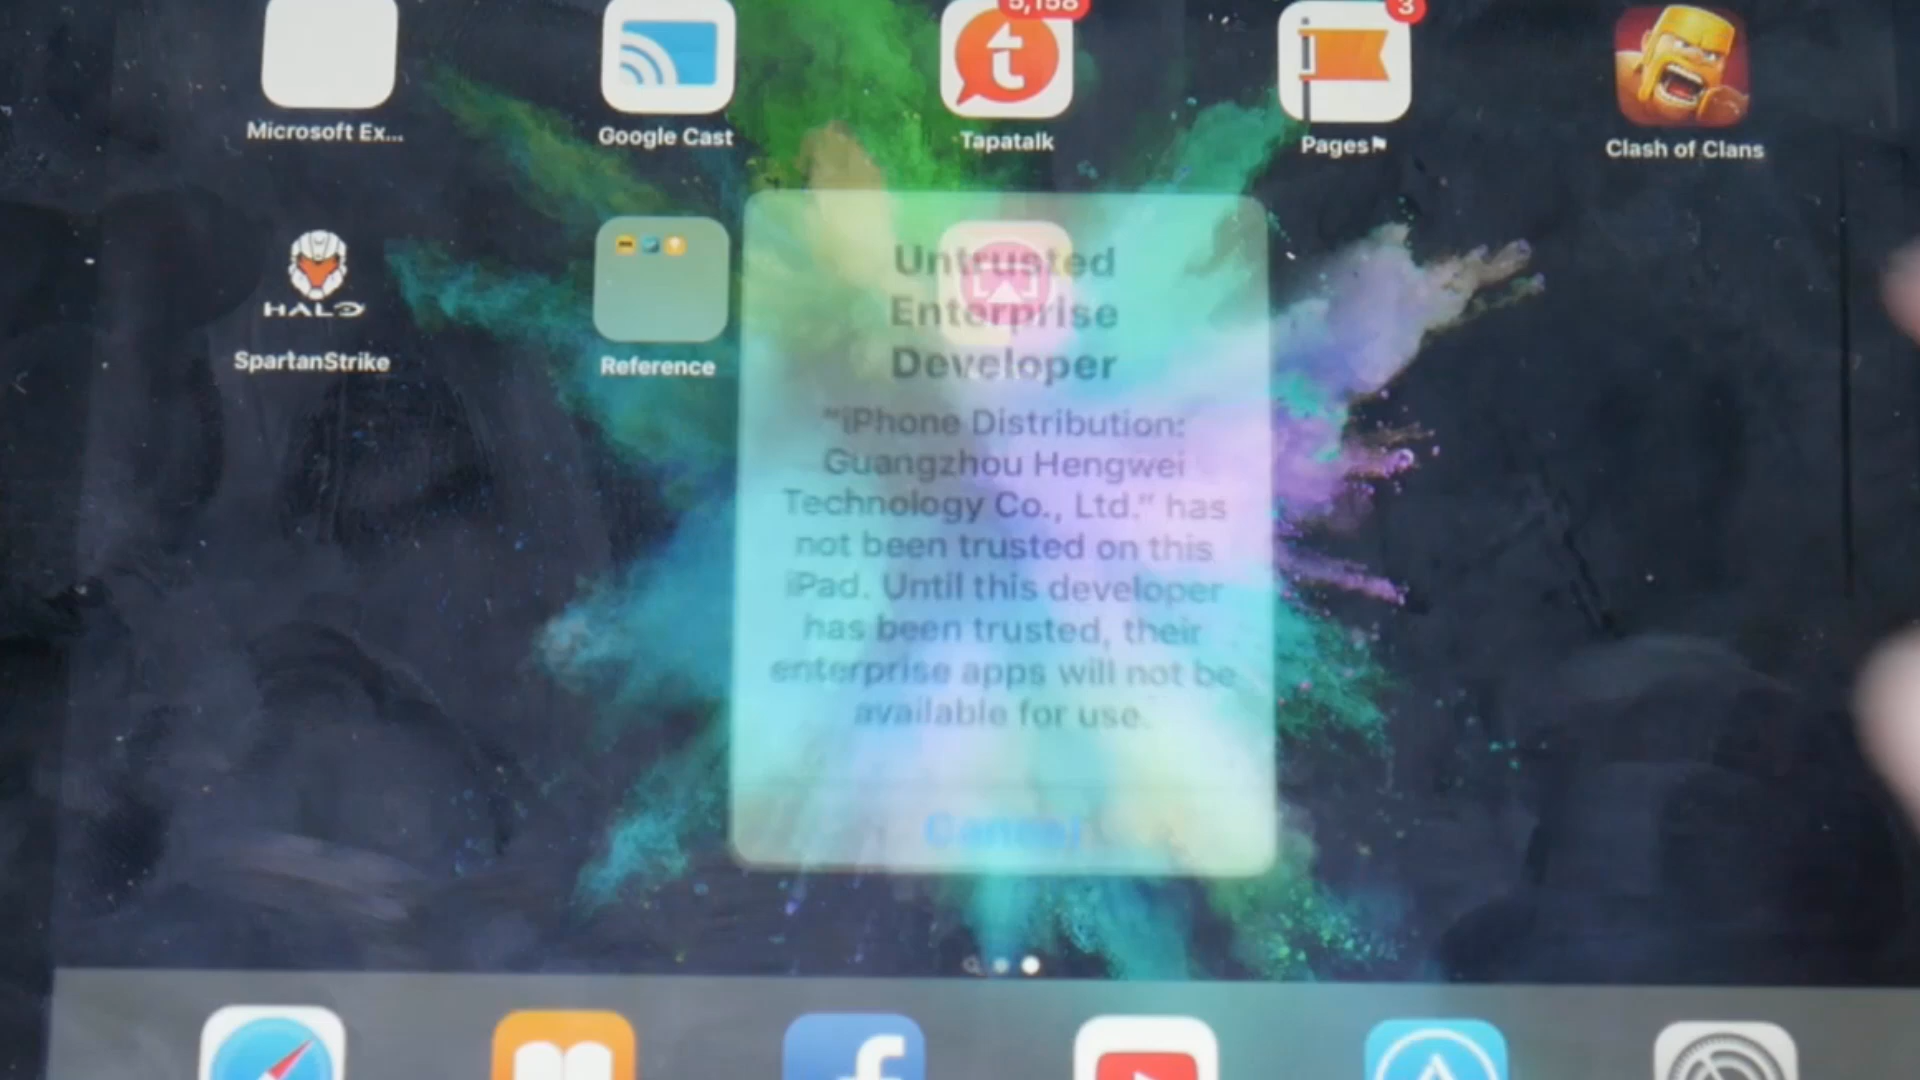 5,158
3
Microsoft Ex...
Google Cast
Tapatalk
Pages
Clash of Clans
HALO
SpartanStrike
Reference
Untrusted
Enterprise
Developer
"iPhone Distribution:
Guangzhou Hengwei
Technology Co., Ltd." has
not been trusted on this
iPad. Until this developer
has been trusted, their
enterprise apps will not be
available for use.
Cancel